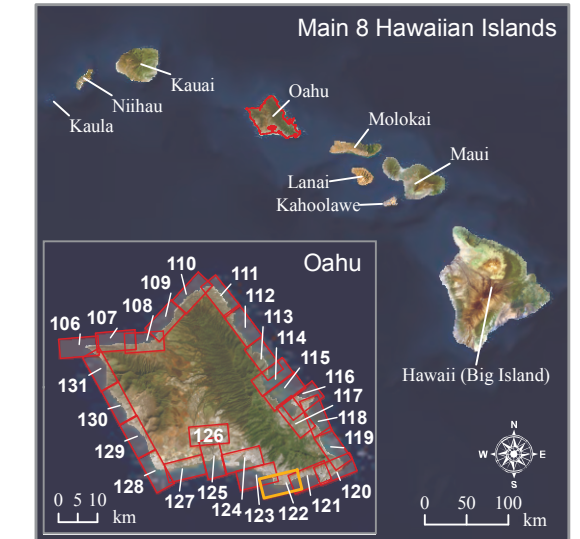 Main 8 Hawaiian Islands
Kauai
Niihau
Kaula
Oahu
Molokai
Maui
Lanai
Kahoolawe
Hawaii (Big Island)
Oahu
106
107
108
109
110
111
112
113
114
115
116
117
118
119
120
121
122
123
124
125
126
127
128
129
130
131
0 5 10
km
N
W E
S
0 50 100
km